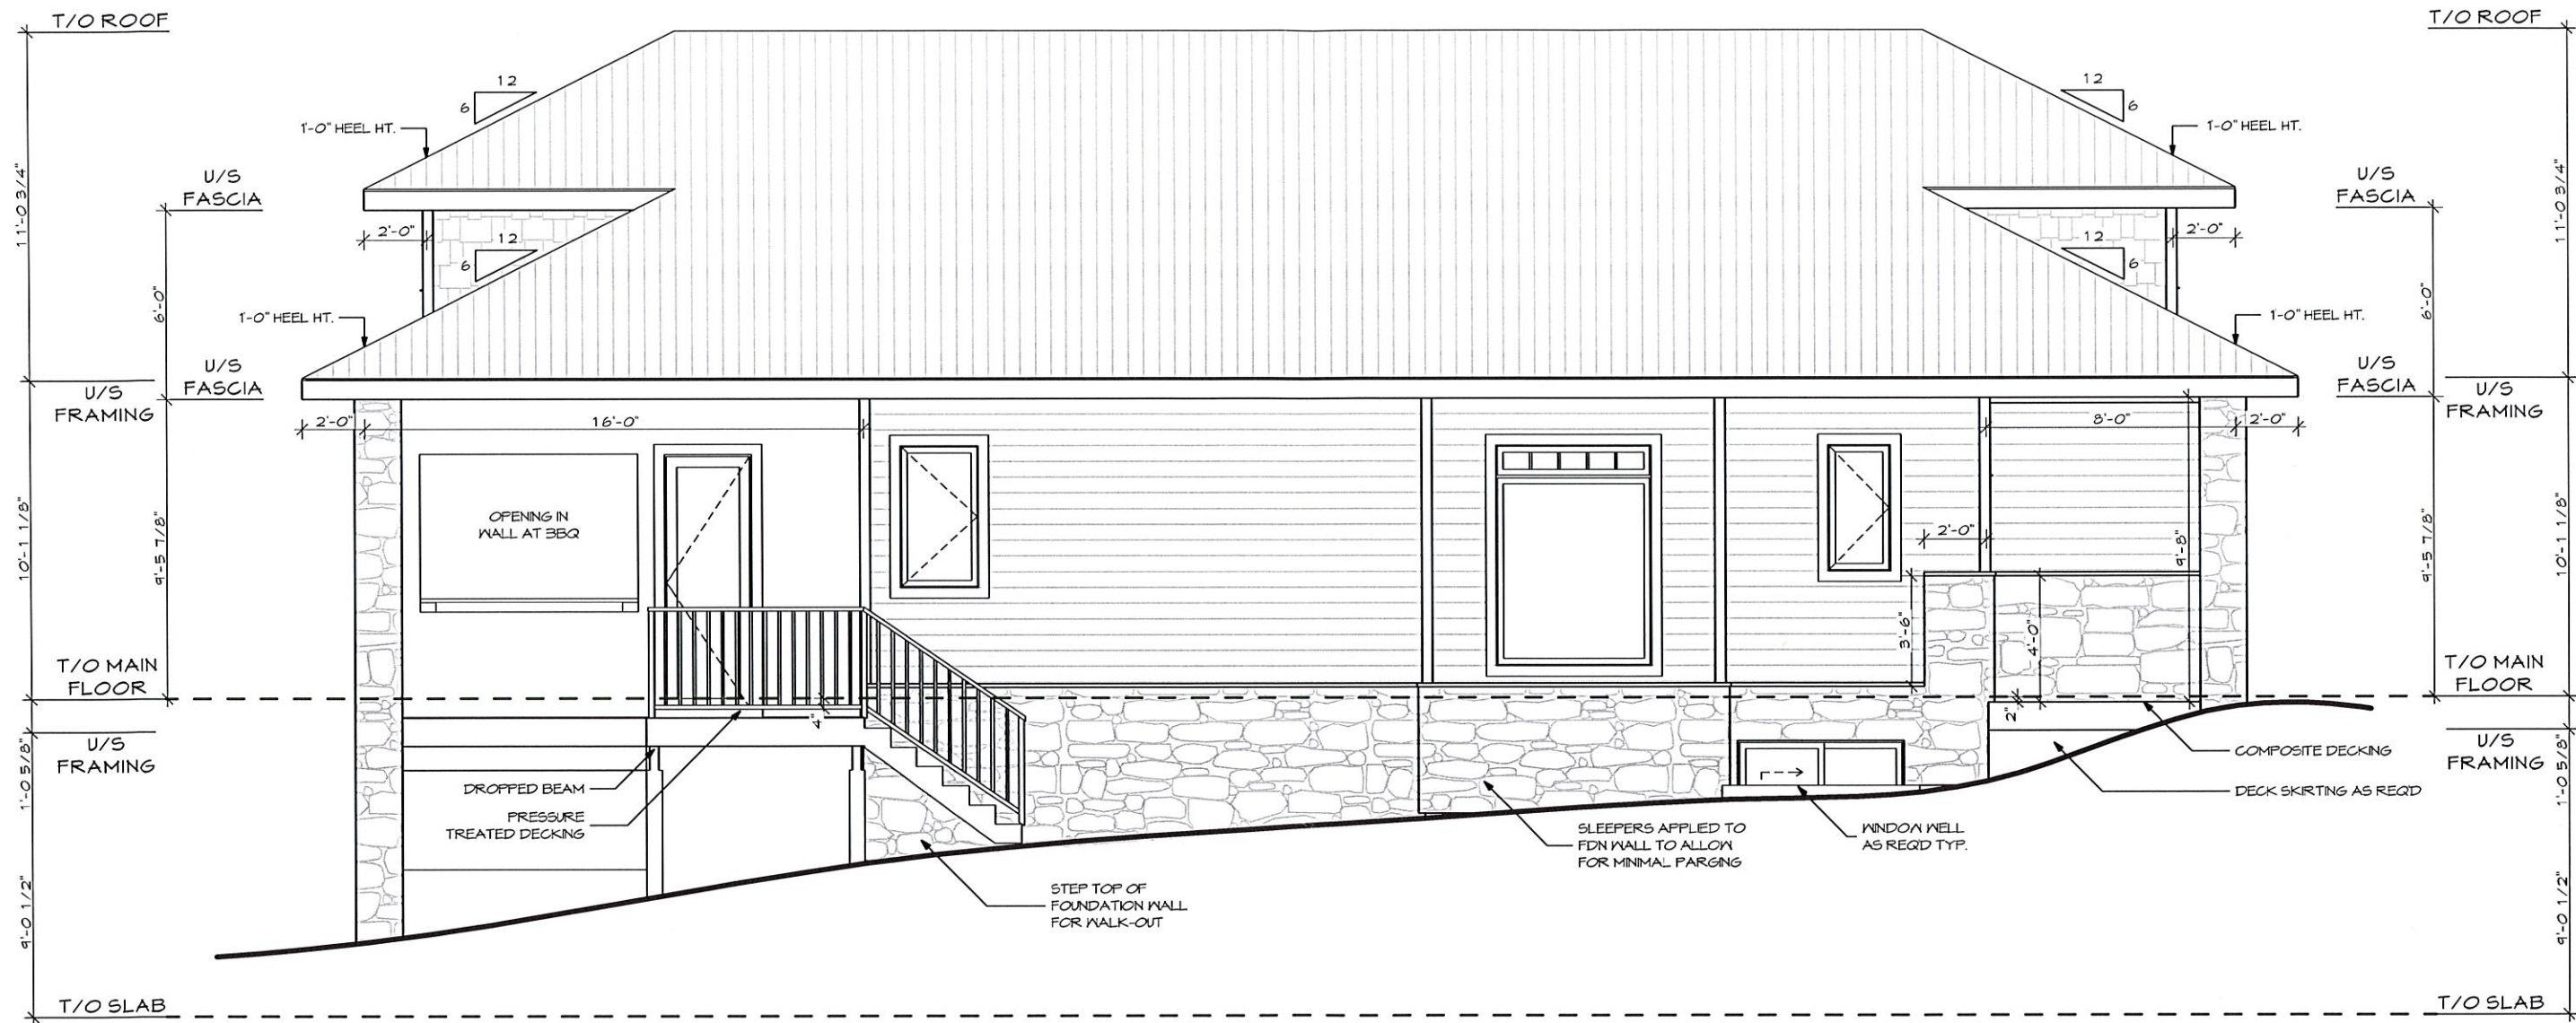 T/O ROOF
T/O ROOF
12
6
12
6
1'-0" HEEL HT.
1'-0" HEEL HT.
11'-0 3/4"
11'-0 3/4"
U/S
FASCIA
U/S
FASCIA
2'-0"
12
6
12
6
2'-0"
6'-0"
6'-0"
1'-0" HEEL HT.
1'-0" HEEL HT.
U/S
FASCIA
U/S
FASCIA
U/S
FRAMING
U/S
FRAMING
2'-0"
16'-0"
8'-0"
2'-0"
10'-1 1/8"
9'-5 7/8"
OPENING IN
WALL AT BBQ
2'-0"
9'-8"
9'-5 7/8"
10'-1 1/8"
3'-6"
4'-0"
T/O MAIN
FLOOR
T/O MAIN
FLOOR
4"
2"
U/S
FRAMING
U/S
FRAMING
1'-0 5/8"
1'-0 5/8"
COMPOSITE DECKING
DROPPED BEAM
DECK SKIRTING AS REQ'D
PRESSURE
TREATED DECKING
SLEEPERS APPLIED TO
FDN WALL TO ALLOW
FOR MINIMAL PARGING
WINDOW WELL
AS REQ'D TYP.
STEP TOP OF
FOUNDATION WALL
FOR WALK-OUT
9'-0 1/2"
9'-0 1/2"
T/O SLAB
T/O SLAB